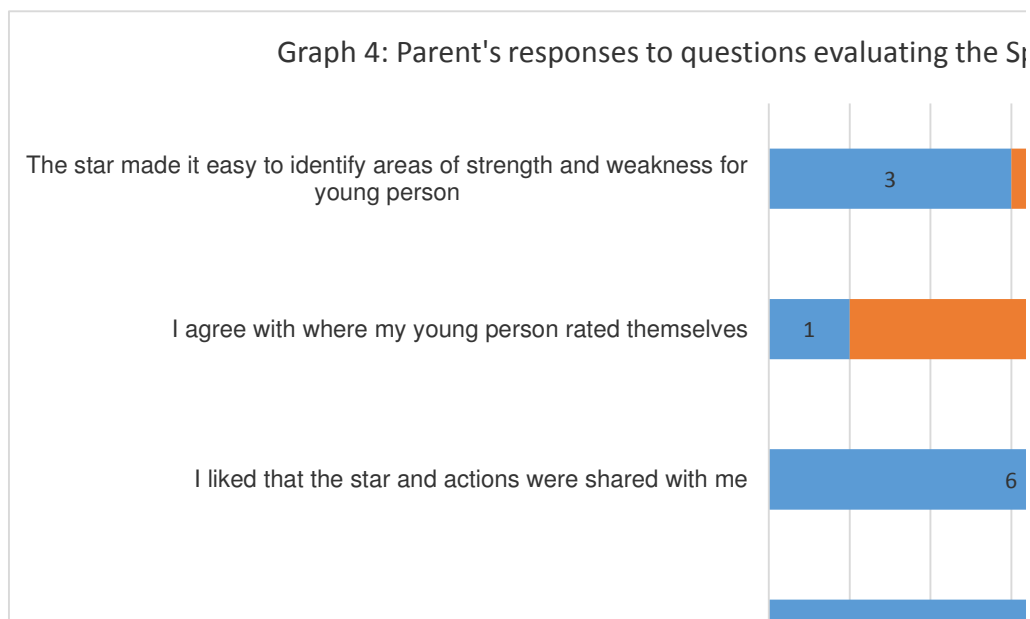 Graph 4: Parent's responses to questions evaluating the
The star made it easy to identify areas of strength and weakness for
young person
3
I agree with where my young person rated themselves
1
I liked that the star and actions were shared with me
6